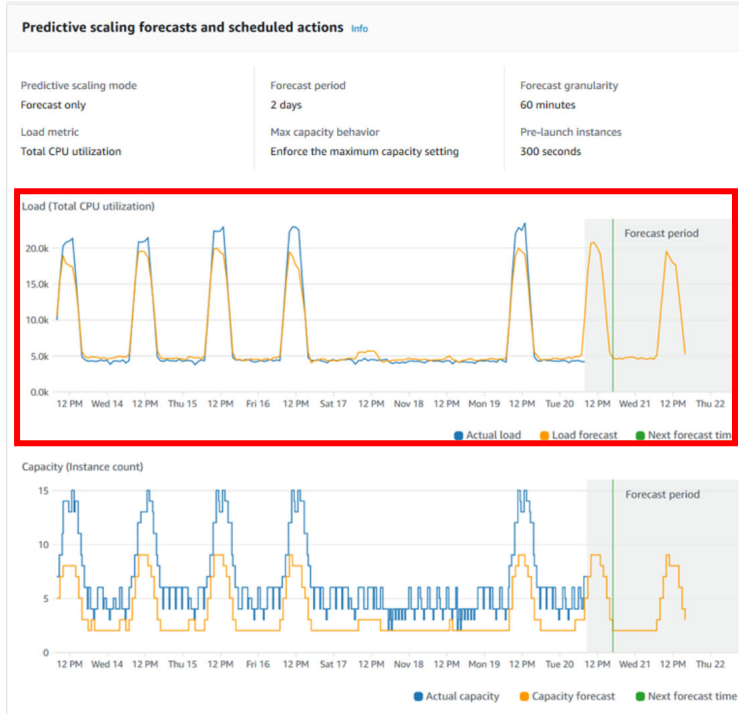 Predictive scaling forecasts and scheduled actions Info
Predictive scaling mode
Forecast only
Forecast period
2 days
Forecast granularity
60 minutes
Load metric
Total CPU utilization
Max capacity behavior
Enforce the maximum capacity setting
Pre-launch instances
300 seconds
Load (Total CPU utilization)
Forecast period
20.0k
15.0k
10.0k
5.0k
0.0k
12 PM Wed 14 12 PM Thu 15 12 PM Fri 16 12 PM Sat 17 12 PM Nov 18 12 PM Mon 19 12 PM Tue 20 12 PM Wed 21 12 PM Thu 22
Actual load Load forecast Next forecast tim
Capacity (Instance count)
Forecast period
15
10
5
0
12 PM Wed 14 12 PM Thu 15 12 PM Fri 16 12 PM Sat 17 12 PM Nov 18 12 PM Mon 19 12 PM Tue 20 12 PM Wed 21 12 PM Thu 22
Actual capacity Capacity forecast Next forecast time